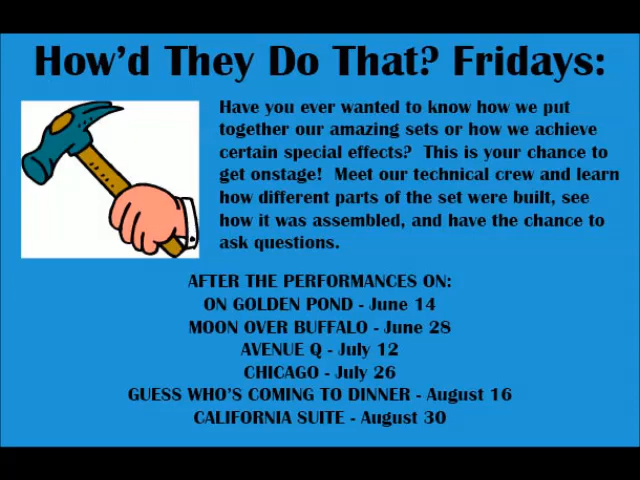 How'd They Do That? Fridays:
Have you ever wanted to know how we put
together our amazing sets or how we achieve
certain special effects? This is your chance to
get onstage! Meet our technical crew and learn
how different parts of the set were built, see
how it was assembled, and have the chance to
ask questions.
AFTER THE PERFORMANCES ON:
ON GOLDEN POND - June 14
MOON OVER BUFFALO - June 28
AVENUE Q - July 12
CHICAGO - July 26
GUESS WHO'S COMING TO DINNER - August 16
CALIFORNIA SUITE - August 30